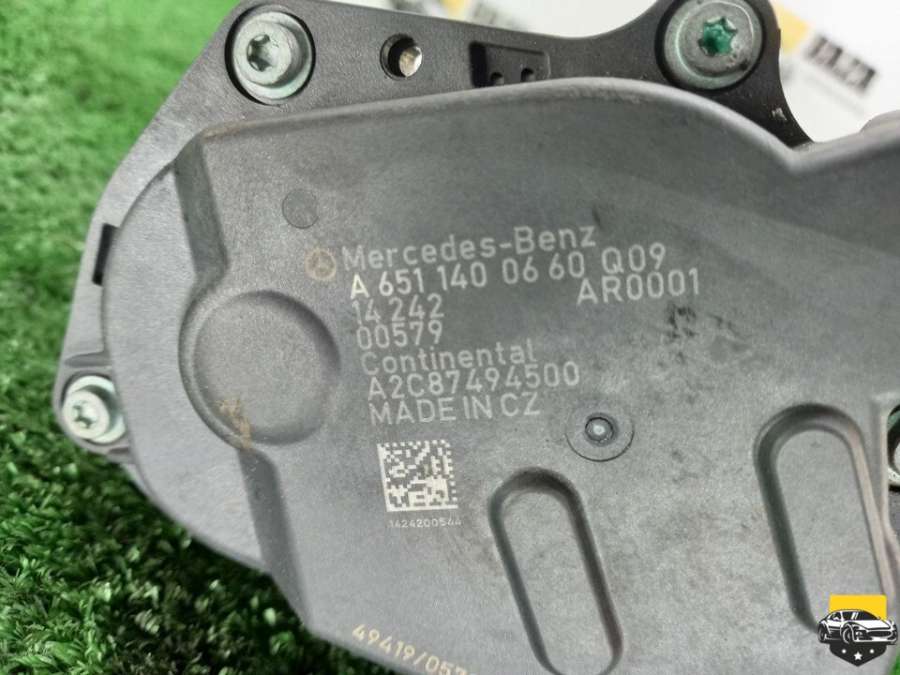 Mercedes-Benz
A 651 140 06 60 Q09
14 242 AR0001
00579
Continental
A2C87494500
MADE IN CZ
1424200544